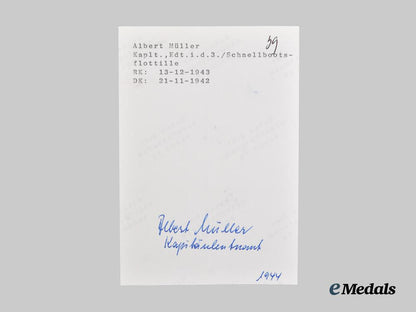 Albert Müller
Kaplt.,Kdt.i.d.3./Schnellboots-
flottille
RK: 13-12-1943
DK: 21-11-1942
39
Albert Müller
Kapitänleutnant
1944
eMedals